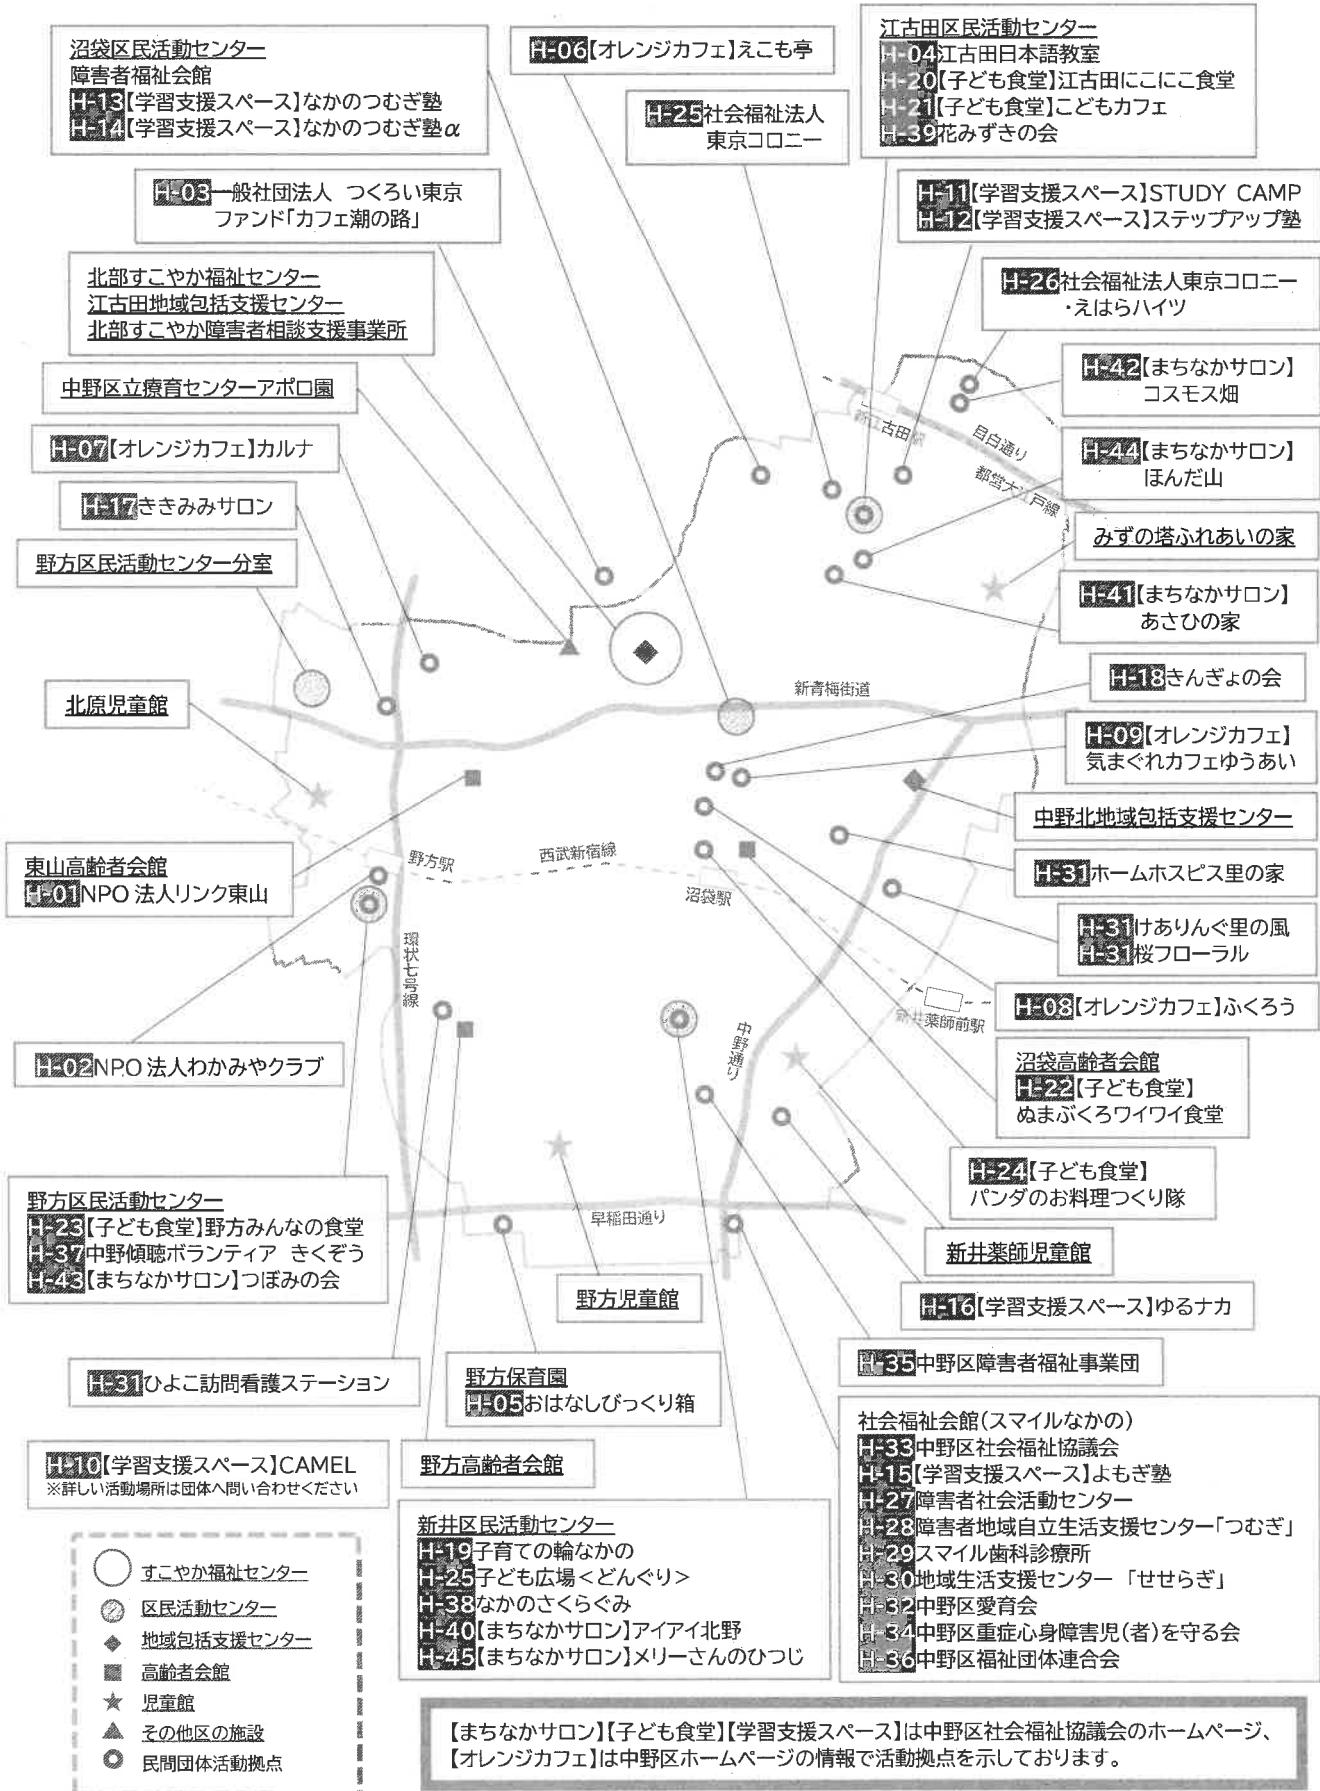 沼袋区民活動センター
障害者福祉会館
H-13【学習支援スペース】なかのつむぎ塾
H-14【学習支援スペース】なかのつむぎ塾α
H-06【オレンジカフェ】えこも亭
江古田区民活動センター
H-04江古田日本語教室
H-20【子ども食堂】江古田にこにこ食堂
H-21【子ども食堂】こどもカフェ
H-39花みずきの会
H-25社会福祉法人
東京コロニー
H-03一般社団法人 つくろい東京
ファンド「カフェ潮の路」
H-11【学習支援スペース】STUDY CAMP
H-12【学習支援スペース】ステップアップ塾
北部すこやか福祉センター
江古田地域包括支援センター
北部すこやか障害者相談支援事業所
H-26社会福祉法人東京コロニー
・えはらハイツ
中野区立療育センターアポロ園
H-42【まちなかサロン】
コスモス畑
H-07【オレンジカフェ】カルナ
H-44【まちなかサロン】
ほんだ山
H-17ききみみサロン
新江古田駅
目白通り
都営大江戸線
みずの塔ふれあいの家
野方区民活動センター分室
H-41【まちなかサロン】
あさひの家
北原児童館
新青梅街道
H-18きんぎょの会
H-09【オレンジカフェ】
気まぐれカフェゆうあい
中野北地域包括支援センター
東山高齢者会館
H-01NPO法人リンク東山
野方駅
西武新宿線
沼袋駅
H-31ホームホスピス里の家
H-31けありんぐ里の風
H-31桜フローラル
環状七号線
新井薬師前駅
H-08【オレンジカフェ】ふくろう
H-02NPO法人わかみやクラブ
中野通り
沼袋高齢者会館
H-22【子ども食堂】
ぬまぶくろワイワイ食堂
H-24【子ども食堂】
パンダのお料理つくり隊
野方区民活動センター
H-23【子ども食堂】野方みんなの食堂
H-37中野傾聴ボランティア きくぞう
H-43【まちなかサロン】つぼみの会
早稲田通り
新井薬師児童館
野方児童館
H-16【学習支援スペース】ゆるナカ
H-31ひよこ訪問看護ステーション
野方保育園
H-05おはなしびっくり箱
H-35中野区障害者福祉事業団
H-10【学習支援スペース】CAMEL
※詳しい活動場所は団体へ問い合わせください
野方高齢者会館
社会福祉会館(スマイルなかの)
H-33中野区社会福祉協議会
H-15【学習支援スペース】よもぎ塾
H-27障害者社会活動センター
H-28障害者地域自立生活支援センター「つむぎ」
H-29スマイル歯科診療所
H-30地域生活支援センター 「せせらぎ」
H-32中野区愛育会
H-34中野区重症心身障害児(者)を守る会
H-36中野区福祉団体連合会
新井区民活動センター
H-19子育ての輪なかの
H-25子ども広場<どんぐり>
H-38なかのさくらぐみ
H-40【まちなかサロン】アイアイ北野
H-45【まちなかサロン】メリーさんのひつじ
すこやか福祉センター
区民活動センター
地域包括支援センター
高齢者会館
児童館
その他区の施設
民間団体活動拠点
【まちなかサロン】【子ども食堂】【学習支援スペース】は中野区社会福祉協議会のホームページ、
【オレンジカフェ】は中野区ホームページの情報で活動拠点を示しております。